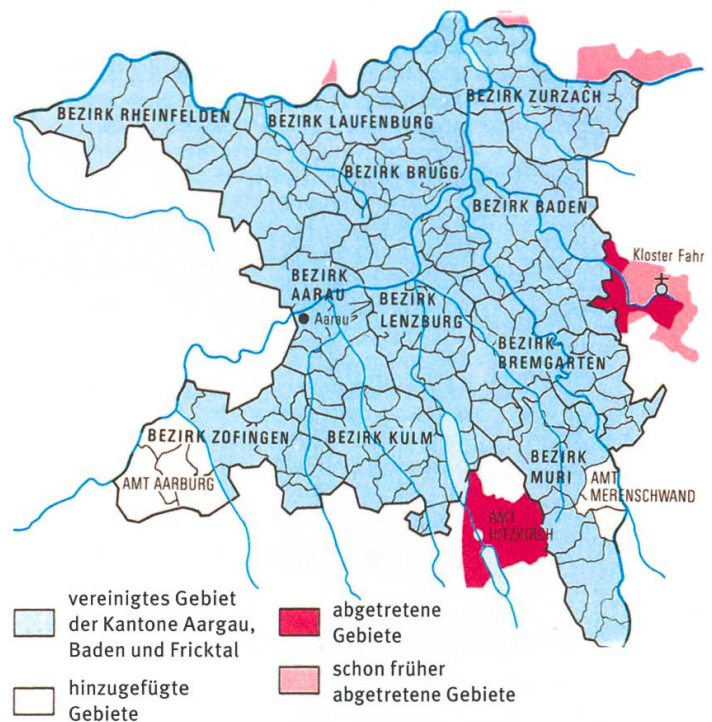 BEZIRK ZURZACH
BEZIRK RHEINFELDEN
BEZIRK LAUFENBURG
BEZIRK BRUGG
BEZIRK BADEN
Kloster Fahr
BEZIRK
AARAU
Aarau
BEZIRK
LENZBURG
BEZIRK
BREMGARTEN
BEZIRK ZOFINGEN
BEZIRK KULM
BEZIRK
MURI
AMT AARBURG
AMT
MERENSCHWAND
AMT
HITZKIRCH
vereinigtes Gebiet
der Kantone Aargau,
Baden und Fricktal
hinzugefügte
Gebiete
abgetretene
Gebiete
schon früher
abgetretene Gebiete